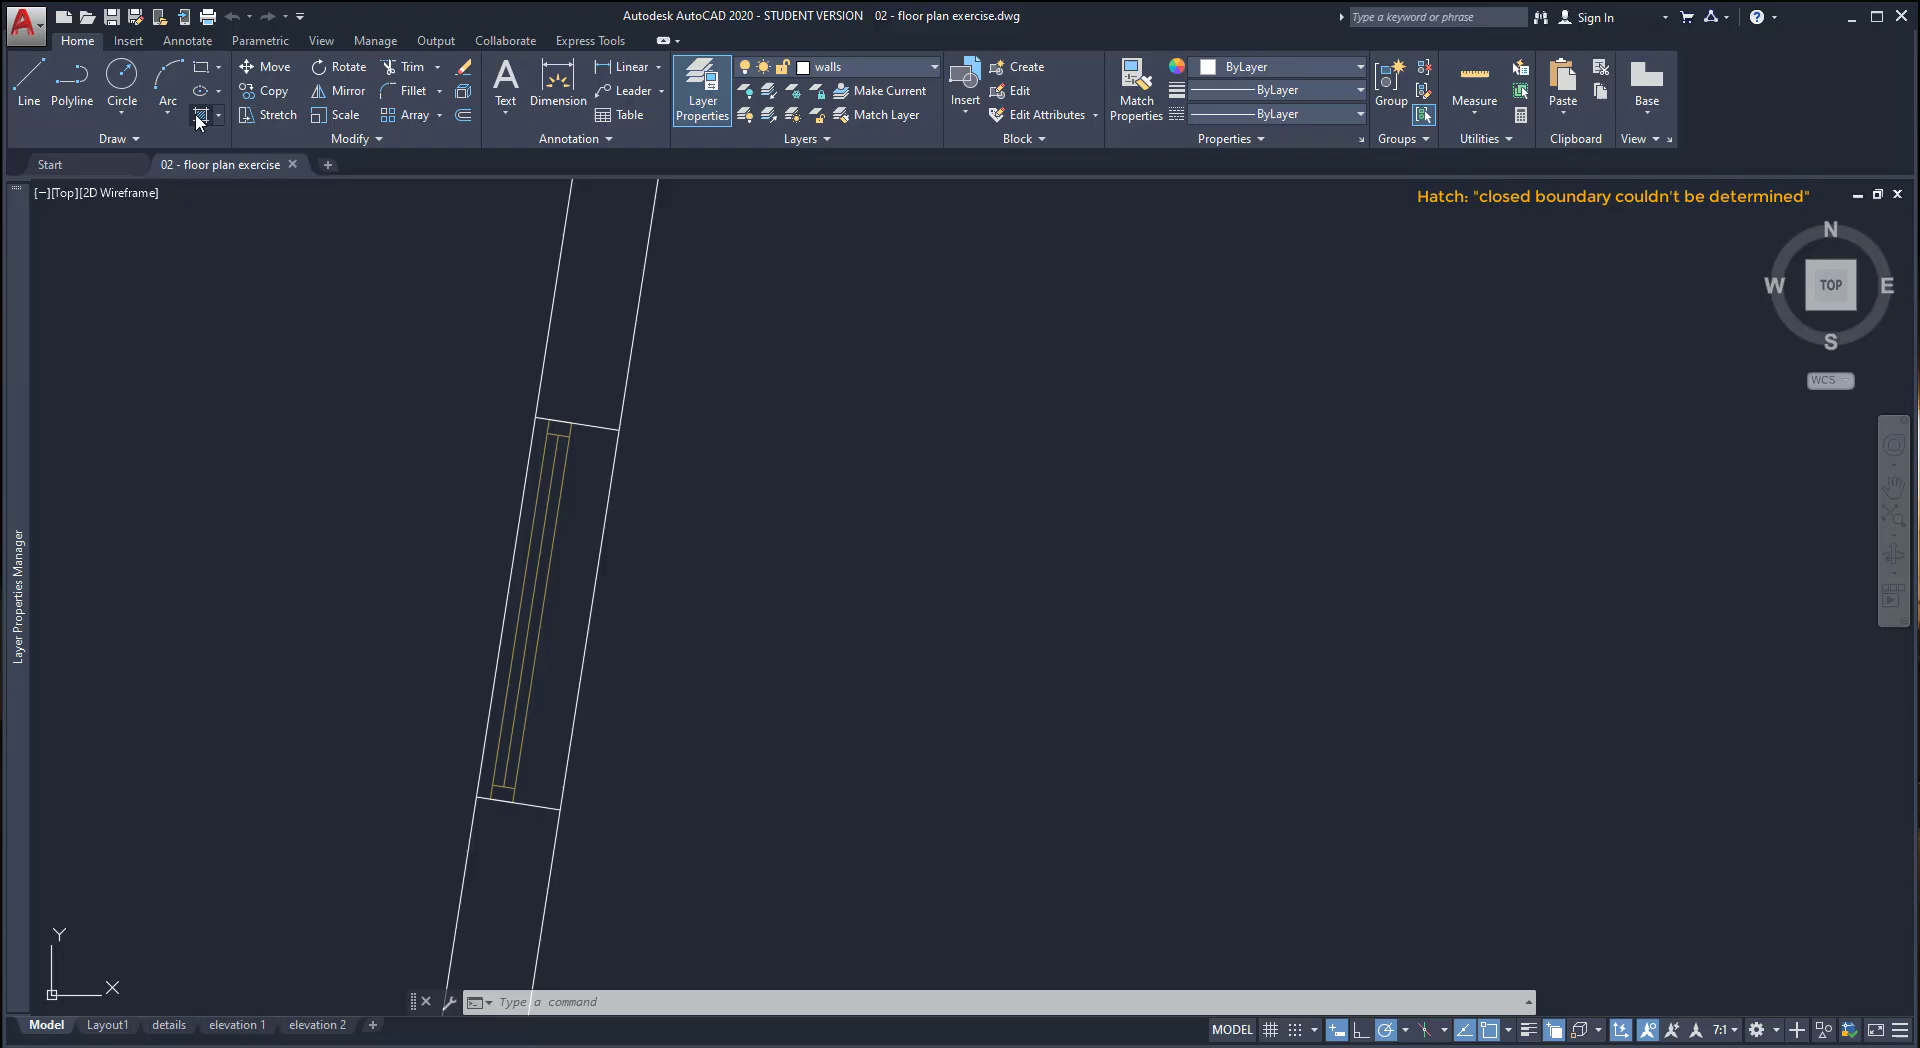 Autodesk AutoCAD 2020 - STUDENT VERSION 02 - floor plan exercise.dwg
Type a keyword or phrase
Sign In
Home Insert Annotate Parametric View Manage Output Collaborate Express Tools
Line Polyline Circle Arc
Move Rotate Trim
Copy Mirror Fillet
Stretch Scale Array
Text Dimension
Linear
Leader
Table
Layer Properties
walls
Make Current
Match Layer
Insert
Create
Edit
Edit Attributes
Match Properties
ByLayer
ByLayer
ByLayer
Group
Measure
Paste
Base
Draw Modify Annotation Layers Block Properties Groups Utilities Clipboard View
Start 02 - floor plan exercise
[−][Top][2D Wireframe]
Hatch: "closed boundary couldn't be determined"
N
W TOP E
S
WCS
Layer Properties Manager
Y
X
Type a command
Model Layout1 details elevation 1 elevation 2
MODEL
7:1